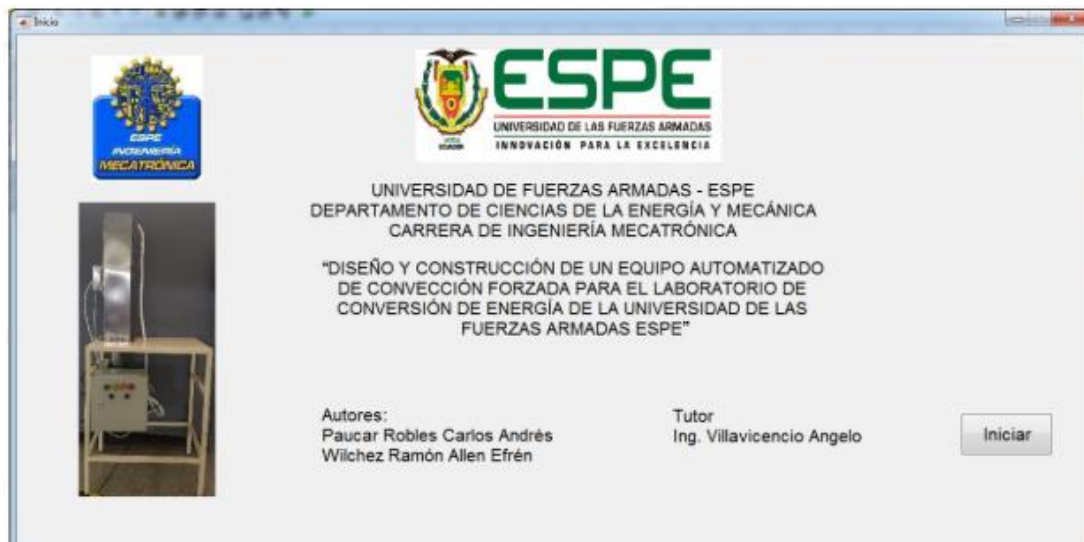 Inicio
ESPE
INGENIERÍA
MECATRÓNICA
ESPE
UNIVERSIDAD DE LAS FUERZAS ARMADAS
INNOVACIÓN PARA LA EXCELENCIA
ECUADOR
UNIVERSIDAD DE FUERZAS ARMADAS - ESPE
DEPARTAMENTO DE CIENCIAS DE LA ENERGÍA Y MECÁNICA
CARRERA DE INGENIERÍA MECATRÓNICA
"DISEÑO Y CONSTRUCCIÓN DE UN EQUIPO AUTOMATIZADO
DE CONVECCIÓN FORZADA PARA EL LABORATORIO DE
CONVERSIÓN DE ENERGÍA DE LA UNIVERSIDAD DE LAS
FUERZAS ARMADAS ESPE"
Autores:
Paucar Robles Carlos Andrés
Wilchez Ramón Allen Efrén
Tutor
Ing. Villavicencio Angelo
Iniciar